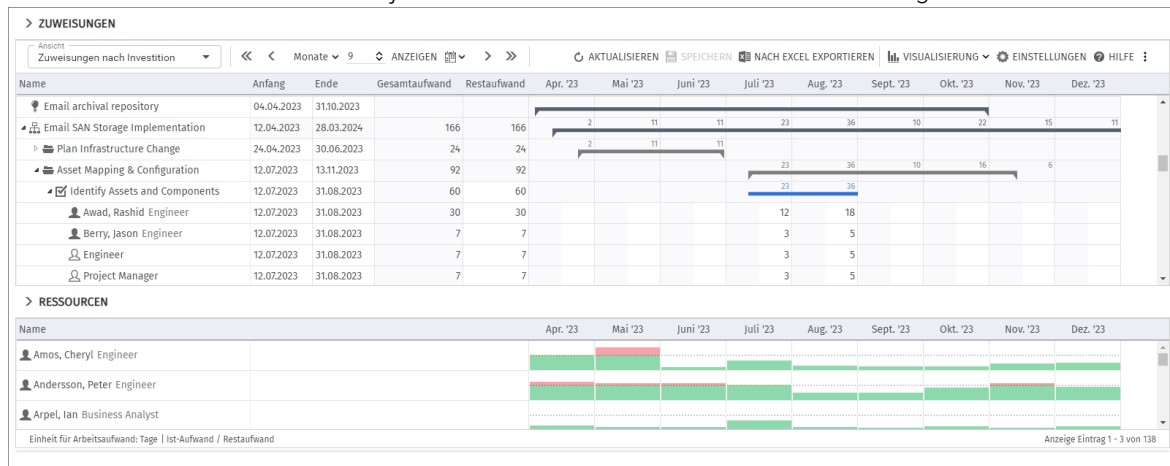 ZUWEISUNGEN
Ansicht
Zuweisungen nach Investition Monate 9 ANZEIGEN AKTUALISIEREN SPEICHERN NACH EXCEL EXPORTIEREN VISUALISIERUNG EINSTELLUNGEN HILFE
Name Anfang Ende Gesamtaufwand Restaufwand Apr. '23 Mai '23 Juni '23 Juli '23 Aug. '23 Sept. '23 Okt. '23 Nov. '23 Dez. '23
Email archival repository 04.04.2023 31.10.2023
Email SAN Storage Implementation 12.04.2023 28.03.2024 166 166 2 11 11 23 36 10 22 15 11
Plan Infrastructure Change 24.04.2023 30.06.2023 24 24 2 11 11
Asset Mapping & Configuration 12.07.2023 13.11.2023 92 92 23 36 10 16 6
Identify Assets and Components 12.07.2023 31.08.2023 60 60 23 36
Awad, Rashid Engineer 12.07.2023 31.08.2023 30 30 12 18
Berry, Jason Engineer 12.07.2023 31.08.2023 7 7 3 5
Engineer 12.07.2023 31.08.2023 7 7 3 5
Project Manager 12.07.2023 31.08.2023 7 7 3 5
RESSOURCEN
Name Apr. '23 Mai '23 Juni '23 Juli '23 Aug. '23 Sept. '23 Okt. '23 Nov. '23 Dez. '23
Amos, Cheryl Engineer
Andersson, Peter Engineer
Arpel, Ian Business Analyst
Einheit für Arbeitsaufwand: Tage | Ist-Aufwand / Restaufwand Anzeige Eintrag 1 - 3 von 138